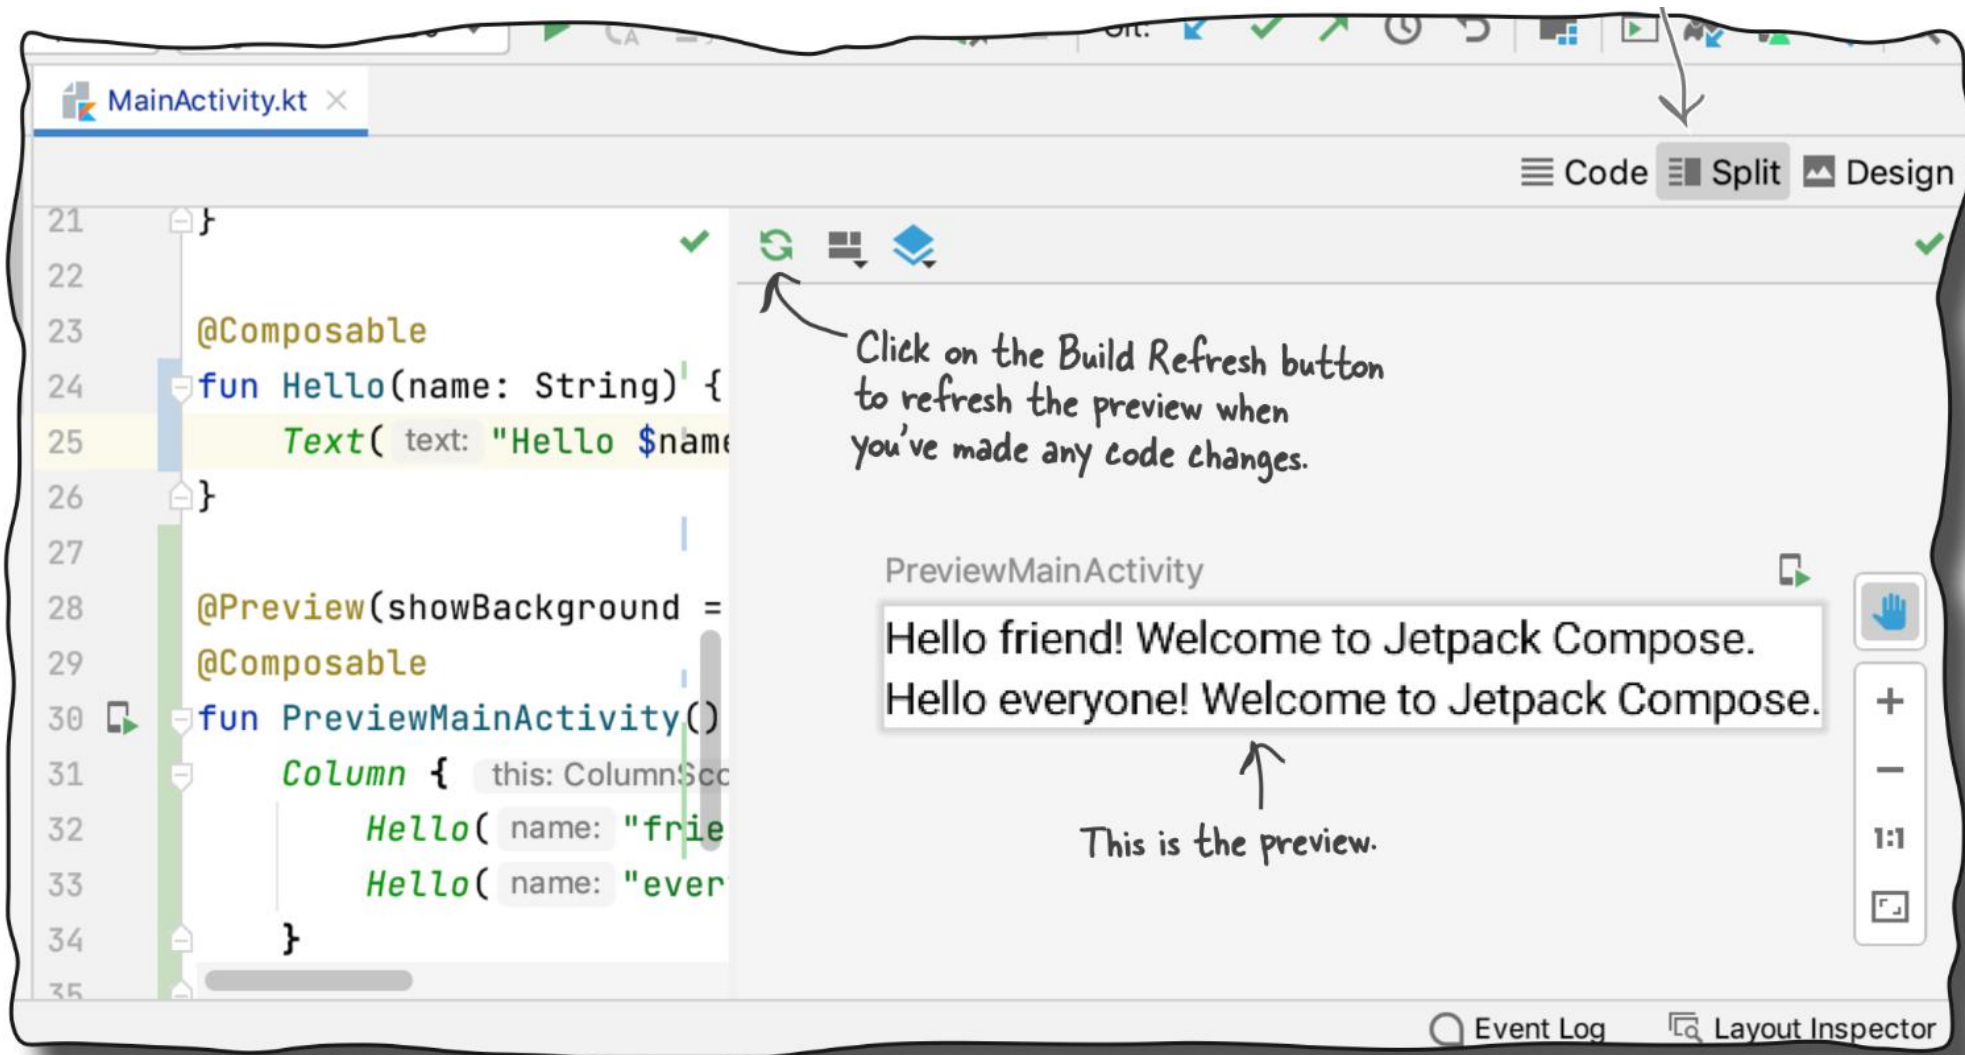 Git:
MainActivity.kt
Code Split Design
21 }
22
23 @Composable
24 fun Hello(name: String) {
25 Text( text: "Hello $name
26 }
27
28 @Preview(showBackground =
29 @Composable
30 fun PreviewMainActivity()
31 Column { this: ColumnSco
32 Hello( name: "frie
33 Hello( name: "ever
34 }
35
Click on the Build Refresh button
to refresh the preview when
you've made any code changes.
PreviewMainActivity
Hello friend! Welcome to Jetpack Compose.
Hello everyone! Welcome to Jetpack Compose.
This is the preview.
1:1
Event Log Layout Inspector